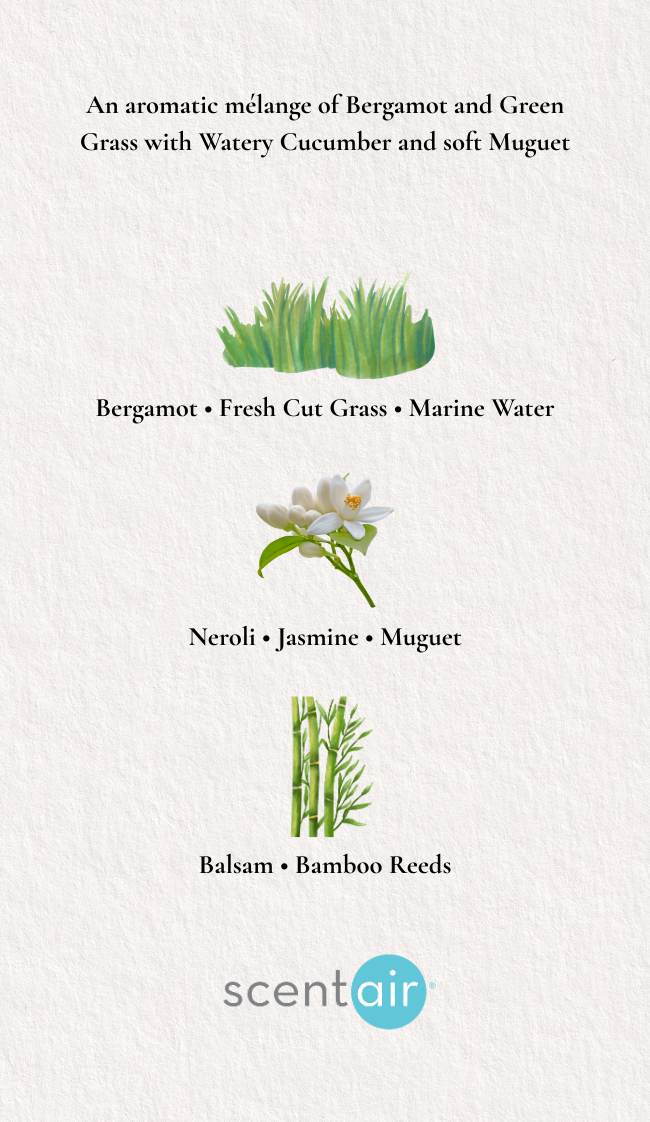 An aromatic mélange of Bergamot and Green
Grass with Watery Cucumber and soft Muguet
Bergamot • Fresh Cut Grass • Marine Water
Neroli • Jasmine • Muguet
Balsam • Bamboo Reeds
scentair®